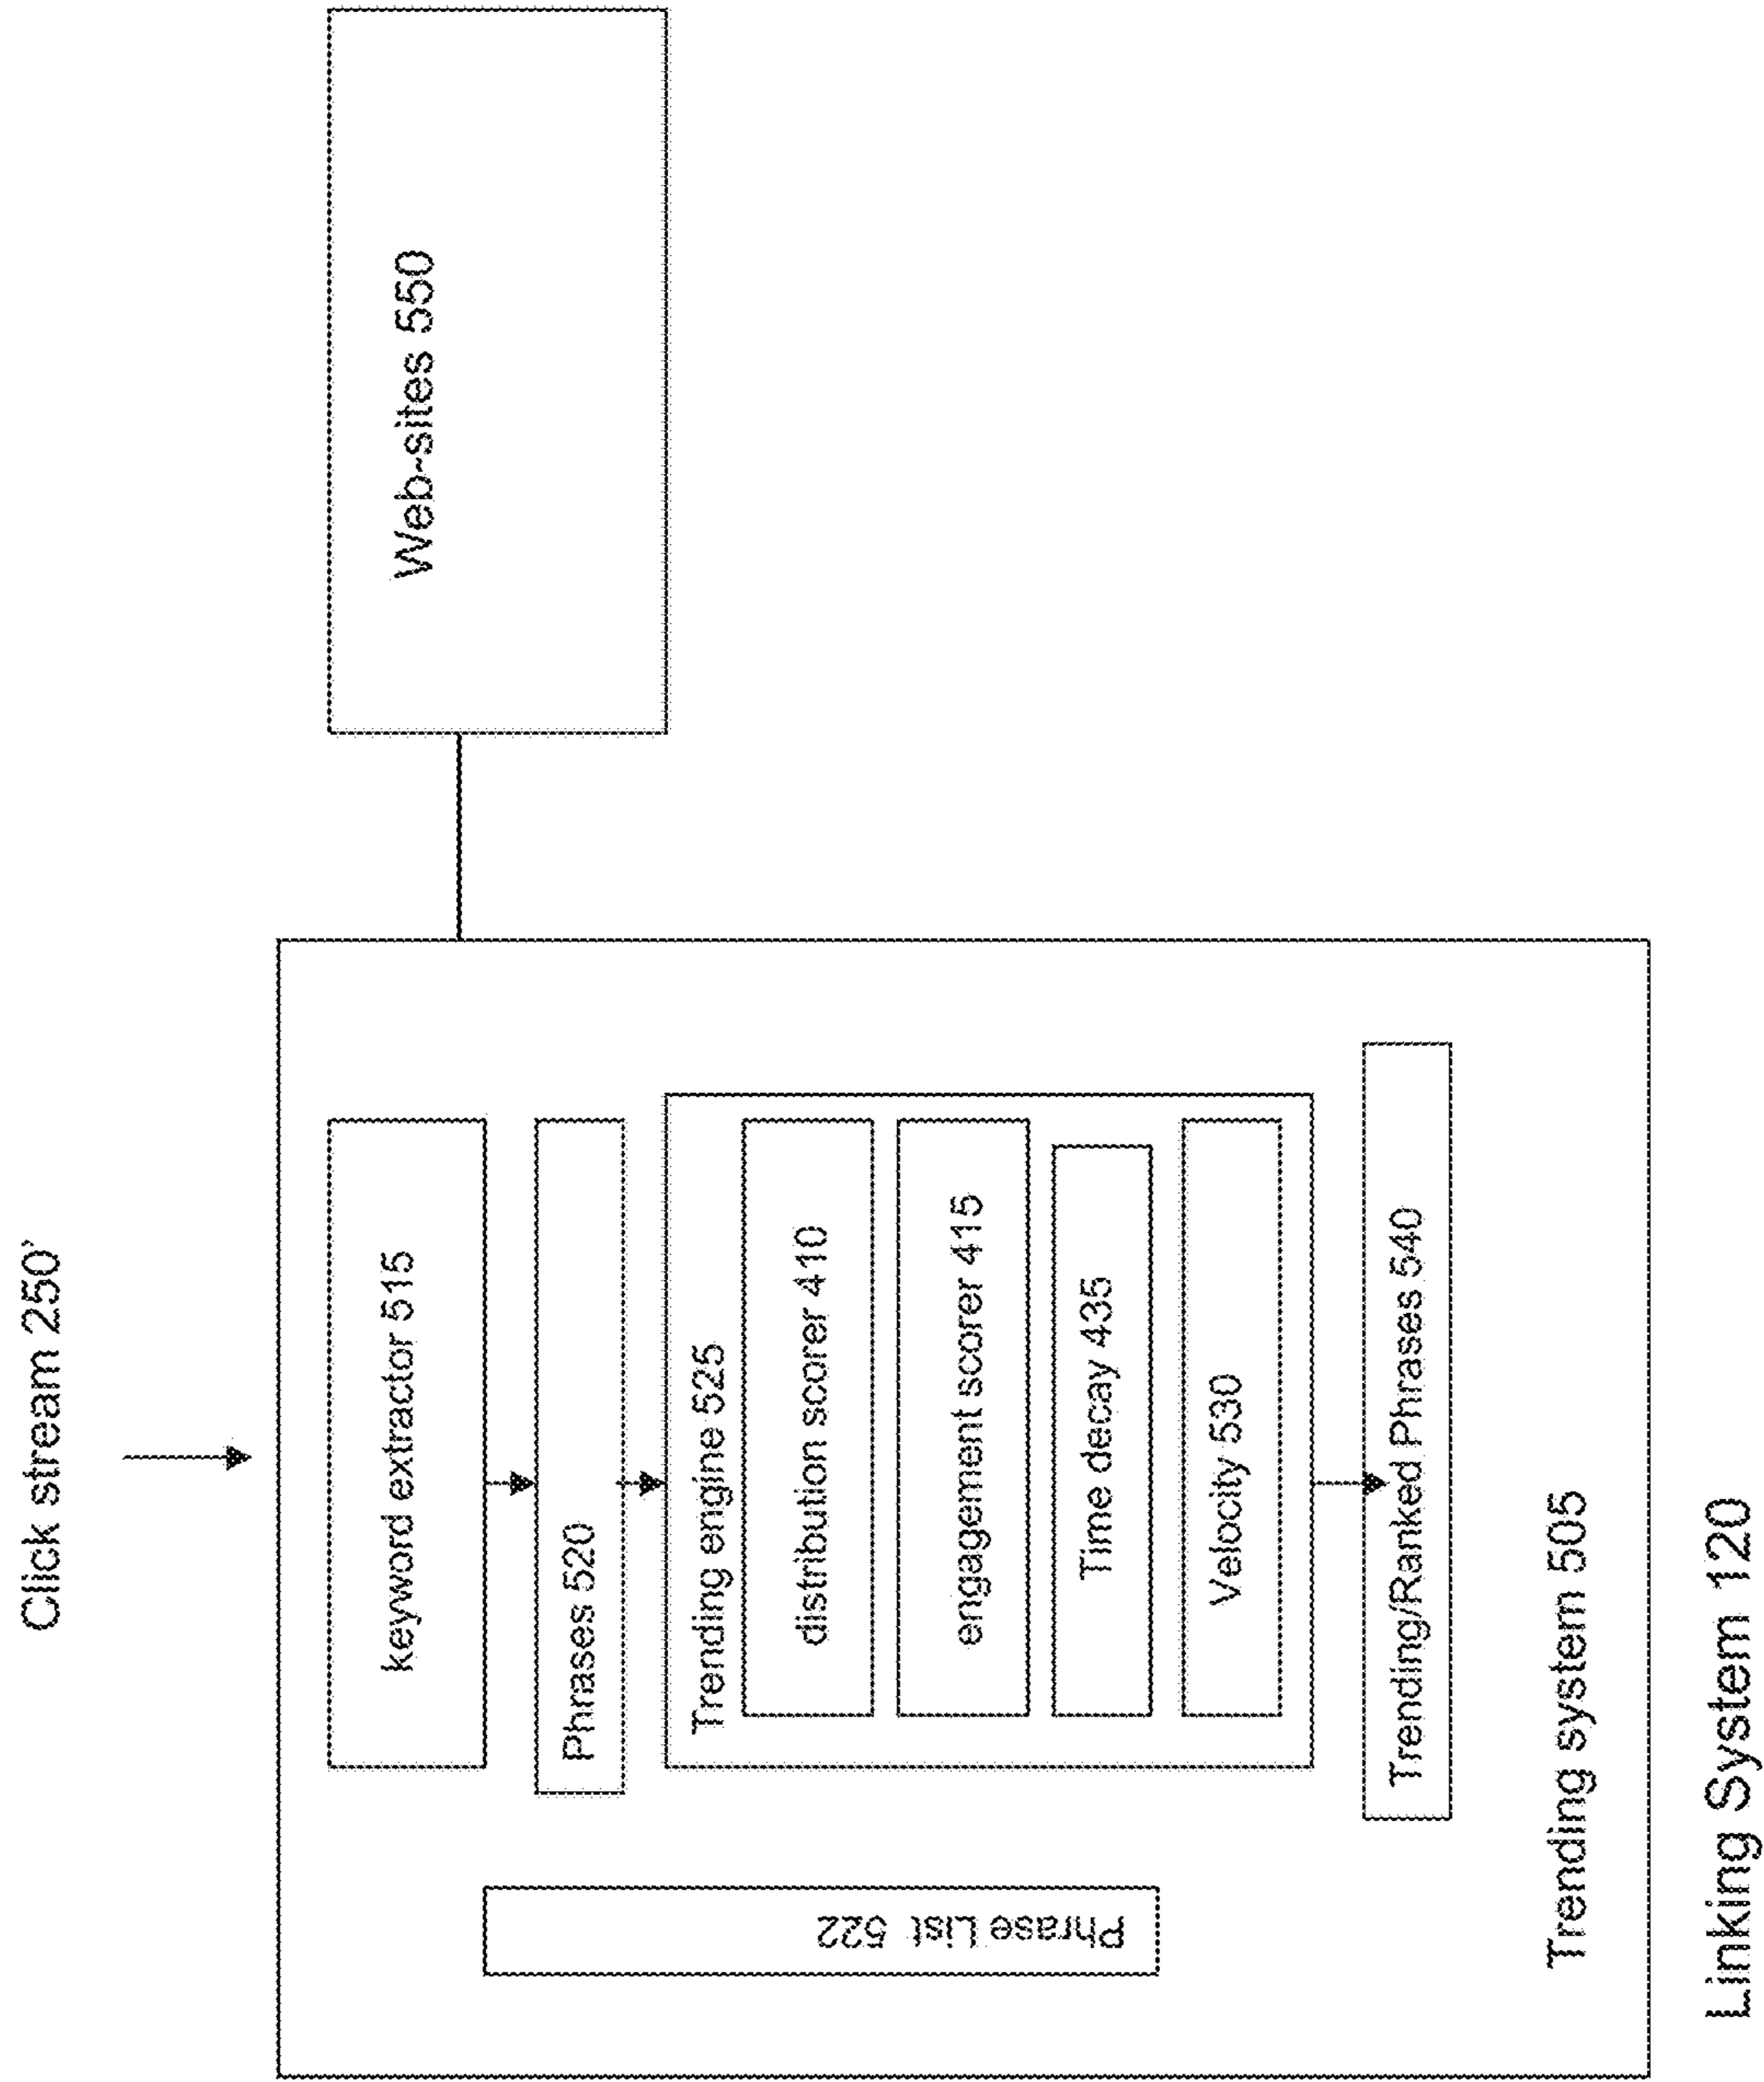 Click stream 250'
Web-sites 550
keyword extractor 515
Phrases 520
Trending engine 525
distribution scorer 410
engagement scorer 415
Time decay 435
Velocity 530
Trending/Ranked Phrases 540
Phrase List 522
Trending system 505
Linking System 120